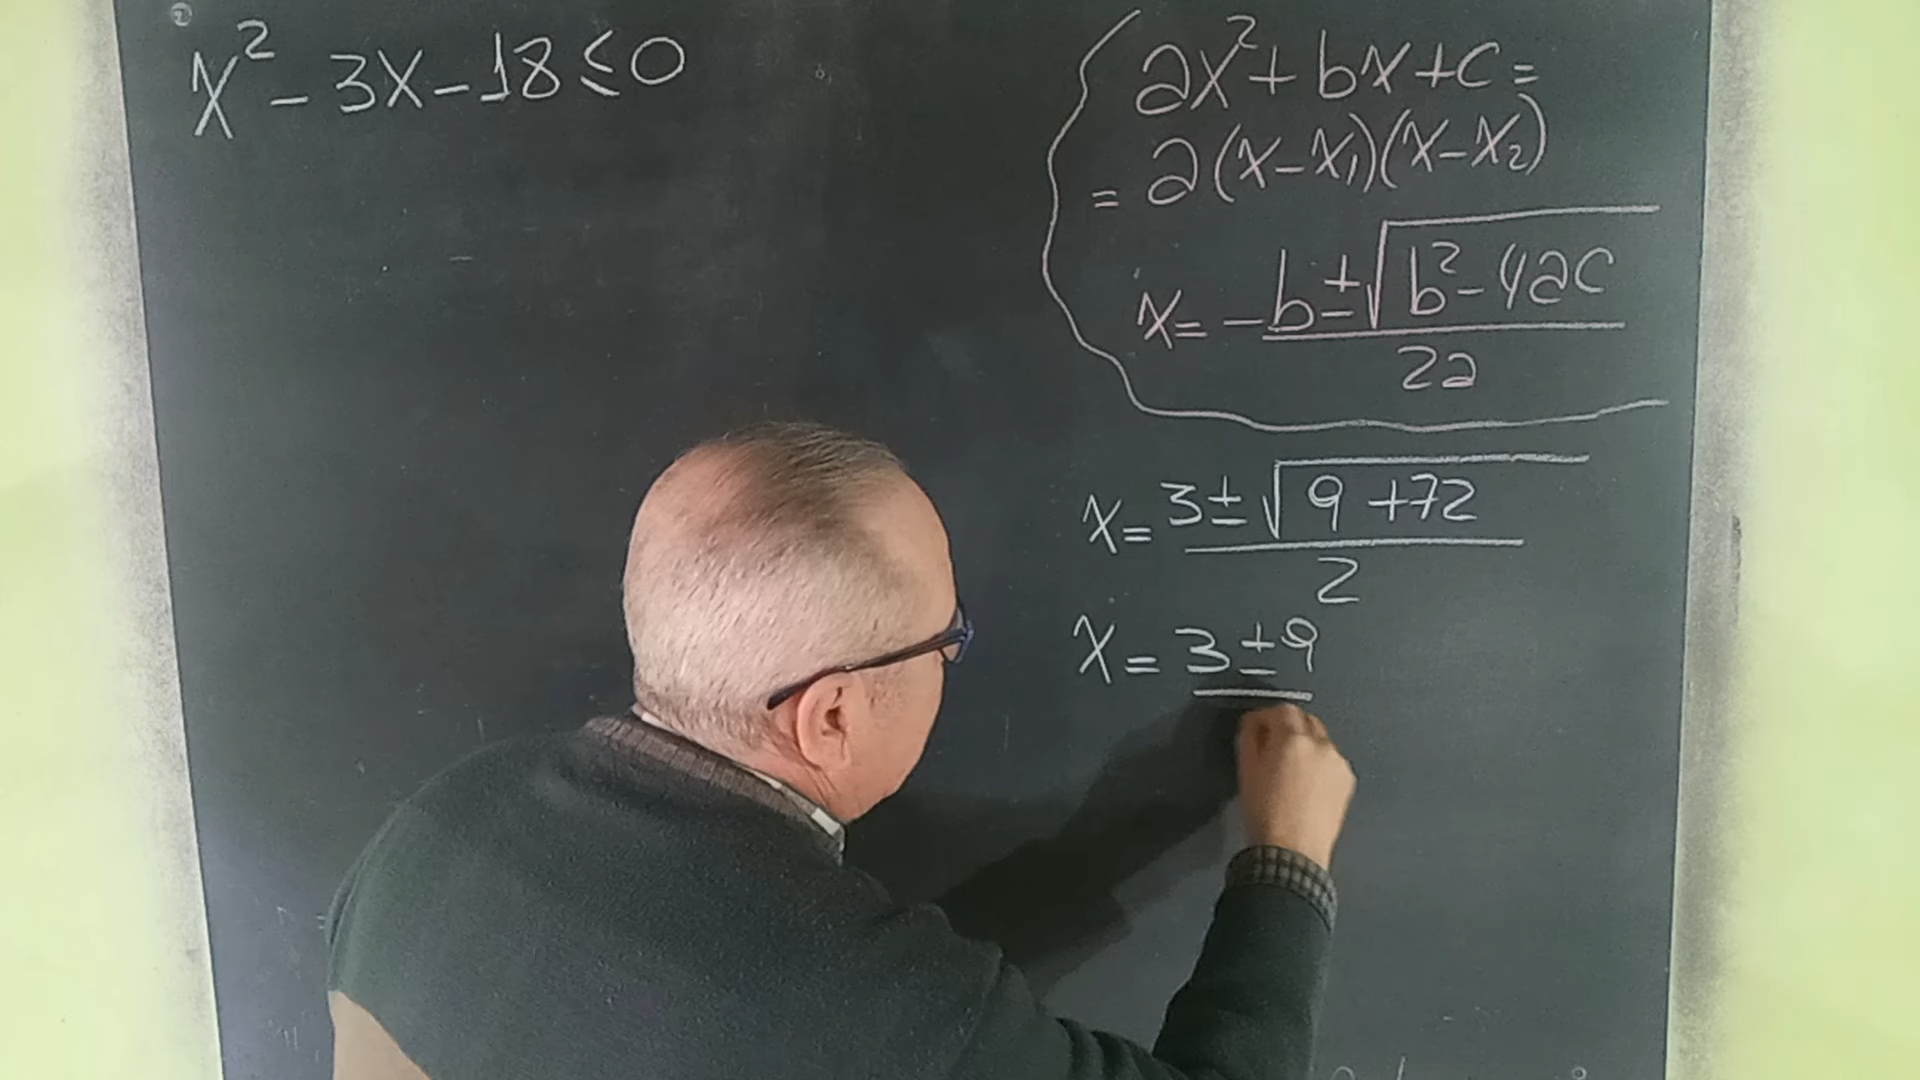 x² - 3x - 18 ≤ 0
ax² + bx + c =
= a(x - x₁)(x - x₂)
x = -b ± √(b² - 4ac) / 2a
x = 3 ± √(9 + 72) / 2
x = 3 ± 9